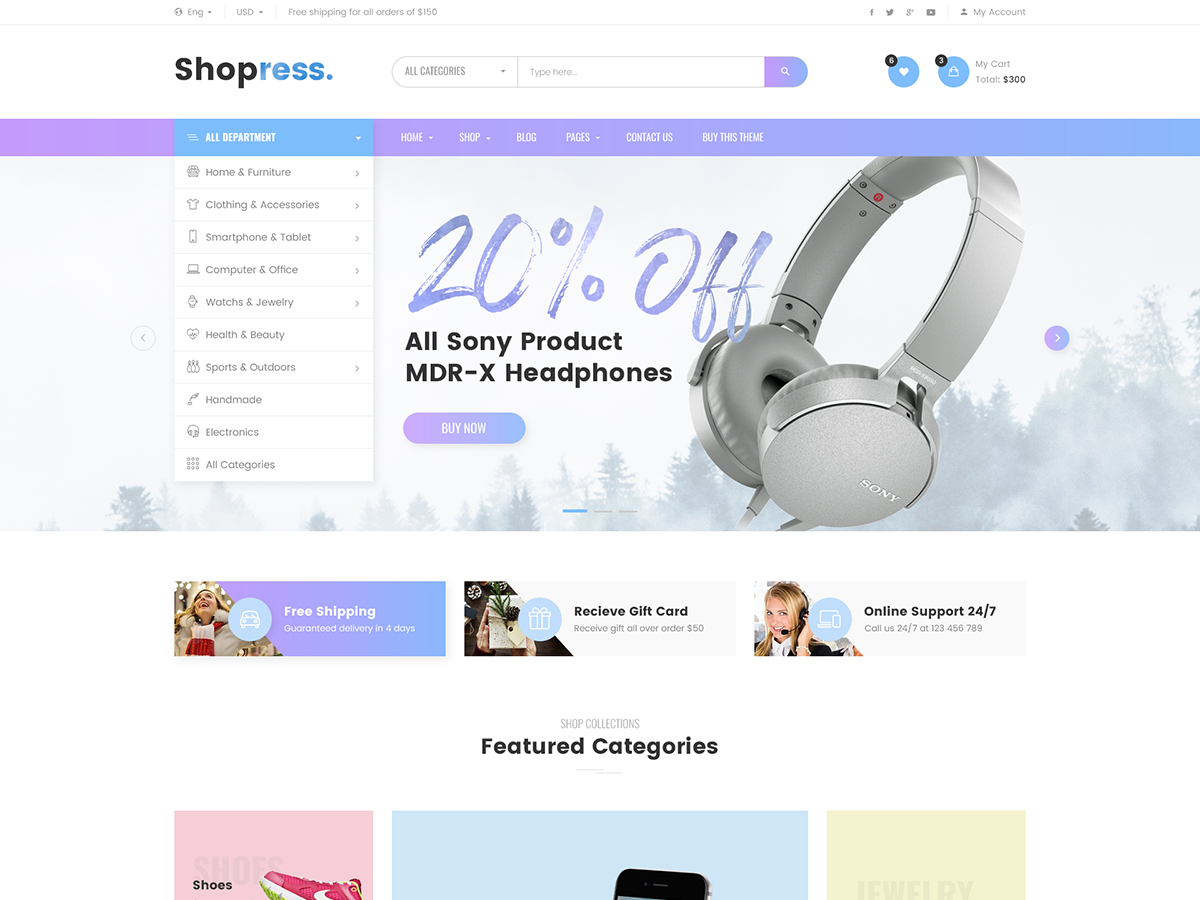 Eng
USD
Free shipping for all orders of $150
My Account
Shopress.
ALL CATEGORIES
Type here...
6
3
My Cart
Total: $300
ALL DEPARTMENT
HOME
SHOP
BLOG
PAGES
CONTACT US
BUY THIS THEME
Home & Furniture
Clothing & Accessories
Smartphone & Tablet
Computer & Office
Watchs & Jewelry
Health & Beauty
Sports & Outdoors
Handmade
Electronics
All Categories
20% Off
All Sony Product
MDR-X Headphones
BUY NOW
SONY
Free Shipping
Guaranteed delivery in 4 days
Recieve Gift Card
Receive gift all over order $50
Online Support 24/7
Call us 24/7 at 123 456 789
SHOP COLLECTIONS
Featured Categories
SHOES
Shoes
JEWELRY